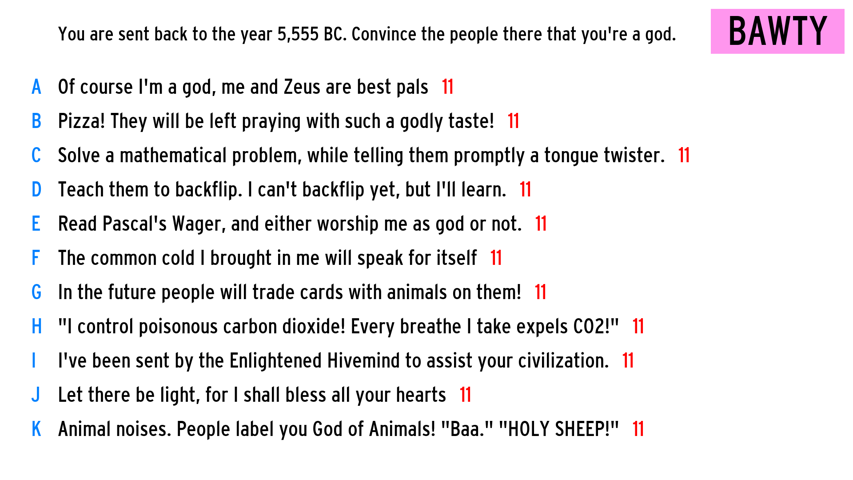 You are sent back to the year 5,555 BC. Convince the people there that you're a god.
BAWTY
A Of course I'm a god, me and Zeus are best pals 11
B Pizza! They will be left praying with such a godly taste! 11
C Solve a mathematical problem, while telling them promptly a tongue twister. 11
D Teach them to backflip. I can't backflip yet, but I'll learn. 11
E Read Pascal's Wager, and either worship me as god or not. 11
F The common cold I brought in me will speak for itself 11
G In the future people will trade cards with animals on them! 11
H "I control poisonous carbon dioxide! Every breathe I take expels CO2!" 11
I I've been sent by the Enlightened Hivemind to assist your civilization. 11
J Let there be light, for I shall bless all your hearts 11
K Animal noises. People label you God of Animals! "Baa." "HOLY SHEEP!" 11